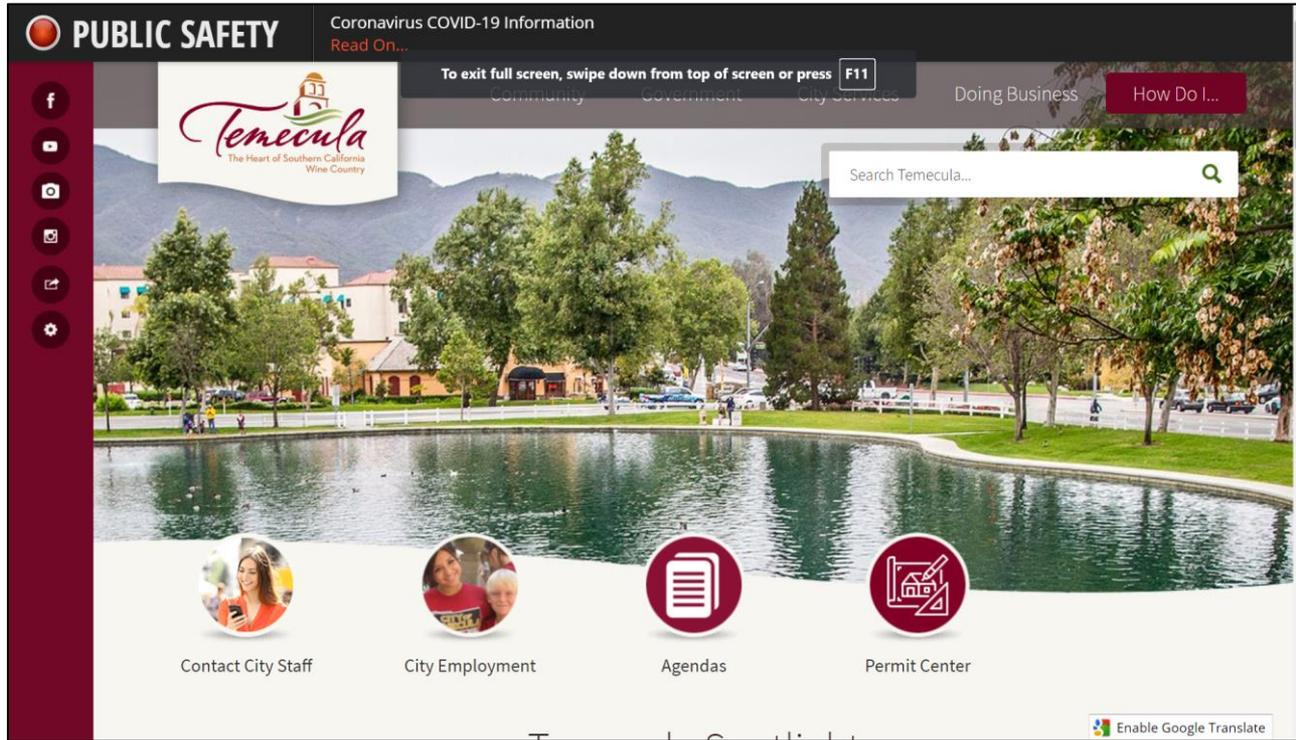 PUBLIC SAFETY
Coronavirus COVID-19 Information
Read On...
To exit full screen, swipe down from top of screen or press F11
Community Government City Services Doing Business How Do I...
Temecula
The Heart of Southern California
Wine Country
Search Temecula...
Contact City Staff City Employment Agendas Permit Center
Temecula Spotlight
Enable Google Translate